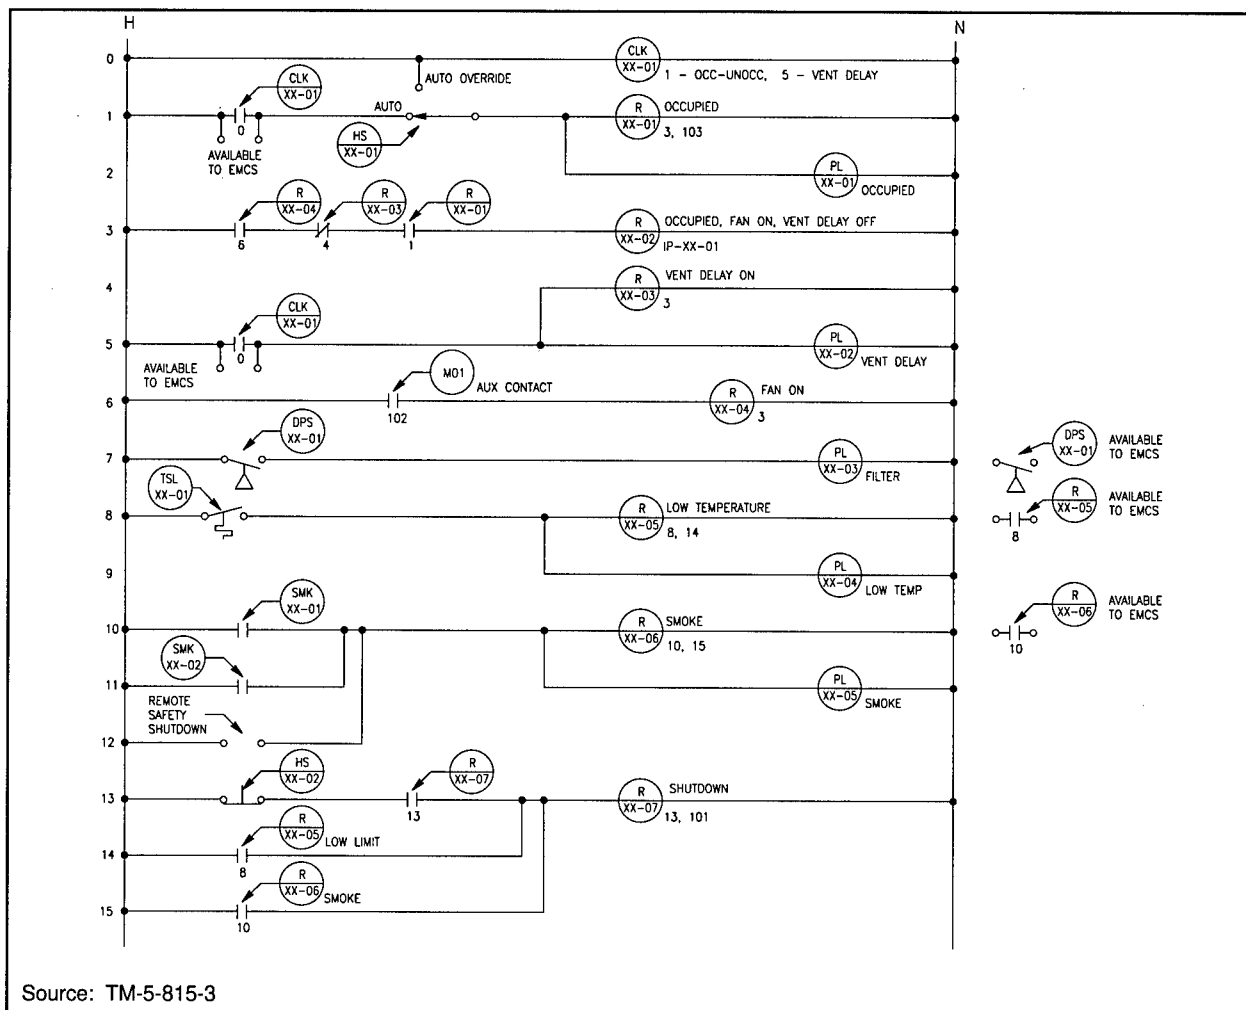 H
N
0
CLK
XX-01
1 - OCC-UNOCC, 5 - VENT DELAY
AUTO OVERRIDE
CLK
XX-01
1
0
AUTO
HS
XX-01
R
XX-01
OCCUPIED
3, 103
AVAILABLE
TO EMCS
2
PL
XX-01
OCCUPIED
R
XX-04
R
XX-03
R
XX-01
3
6
4
1
R
XX-02
OCCUPIED, FAN ON, VENT DELAY OFF
IP-XX-01
4
R
XX-03
VENT DELAY ON
3
CLK
XX-01
5
0
PL
XX-02
VENT DELAY
AVAILABLE
TO EMCS
M01
AUX CONTACT
6
102
R
XX-04
FAN ON
3
DPS
XX-01
7
PL
XX-03
FILTER
DPS
XX-01
AVAILABLE
TO EMCS
TSL
XX-01
8
R
XX-05
LOW TEMPERATURE
8, 14
R
XX-05
AVAILABLE
TO EMCS
8
9
PL
XX-04
LOW TEMP
SMK
XX-01
10
R
XX-06
SMOKE
10, 15
R
XX-06
AVAILABLE
TO EMCS
10
SMK
XX-02
11
PL
XX-05
SMOKE
REMOTE
SAFETY
SHUTDOWN
12
HS
XX-02
R
XX-07
13
13
R
XX-07
SHUTDOWN
13, 101
R
XX-05
LOW LIMIT
14
8
R
XX-06
SMOKE
15
10
Source: TM-5-815-3